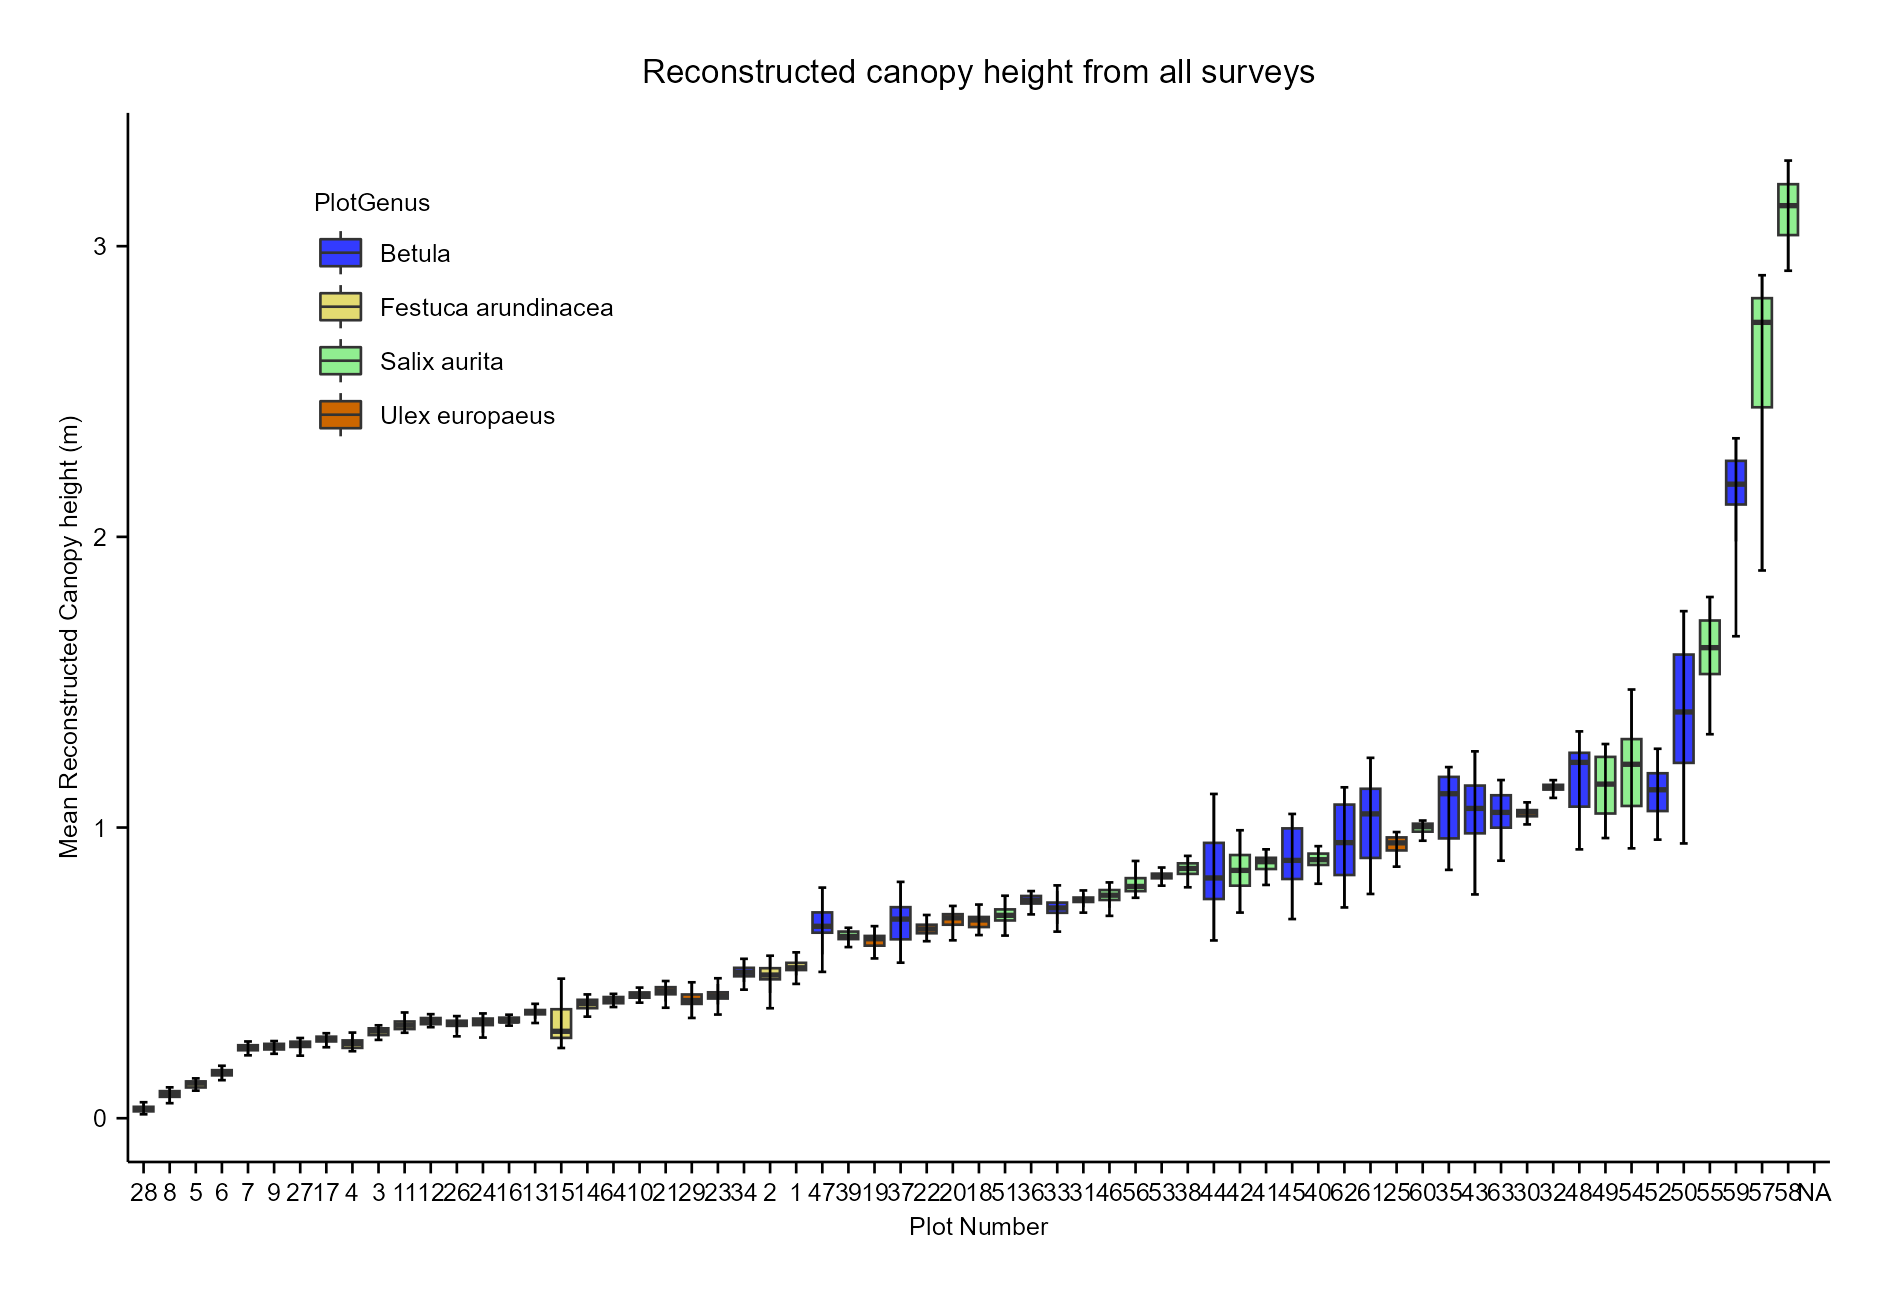 Reconstructed canopy height from all surveys
PlotGenus
Betula
Festuca arundinacea
Salix aurita
Ulex europaeus
Mean Reconstructed Canopy height (m)
3
2
1
0
28 8 5 6 7 9 27 17 4 3 11 12 26 24 16 13 15 14 64 10 21 29 23 34 2 1 47 39 19 37 22 20 18 51 36 33 31 46 56 53 38 44 42 41 45 40 62 61 25 60 35 43 63 30 32 48 49 54 52 50 55 59 57 58 NA
Plot Number